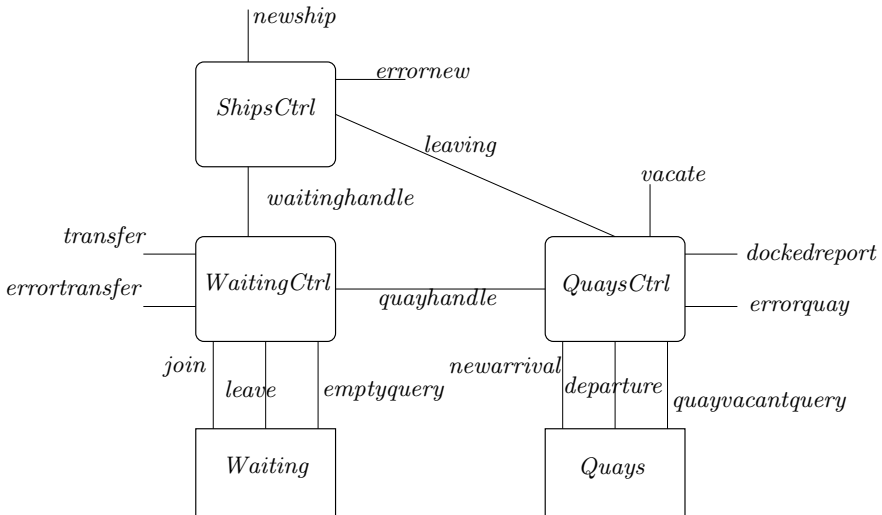 newship
errornew
ShipsCtrl
leaving
vacate
waitinghandle
transfer
dockedreport
WaitingCtrl
QuaysCtrl
errortransfer
quayhandle
errorquay
join
newarrival
leave
emptyquery
departure
quayvacantquery
Waiting
Quays